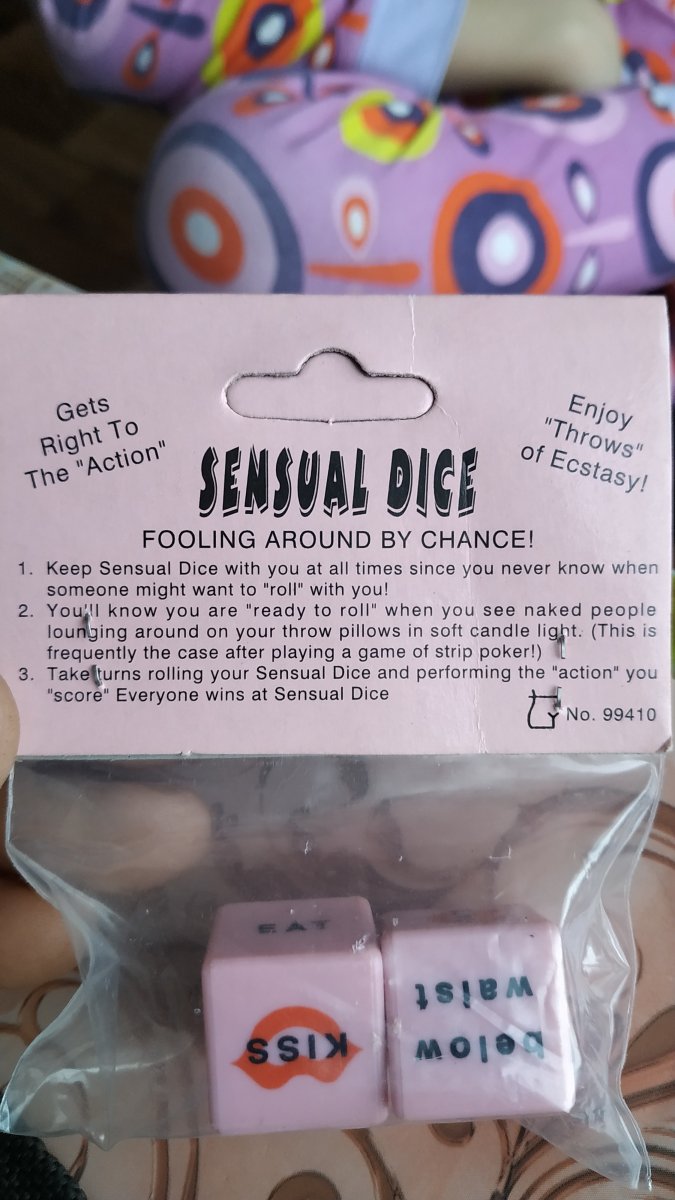 Gets
Right To
The "Action"
Enjoy
"Throws"
of Ecstasy!
SENSUAL DICE
FOOLING AROUND BY CHANCE!
1. Keep Sensual Dice with you at all times since you never know when
someone might want to "roll" with you!
2. You'll know you are "ready to roll" when you see naked people
lounging around on your throw pillows in soft candle light. (This is
frequently the case after playing a game of strip poker!)
3. Take turns rolling your Sensual Dice and performing the "action" you
"score" Everyone wins at Sensual Dice
No. 99410
EAT
KISS
below
waist